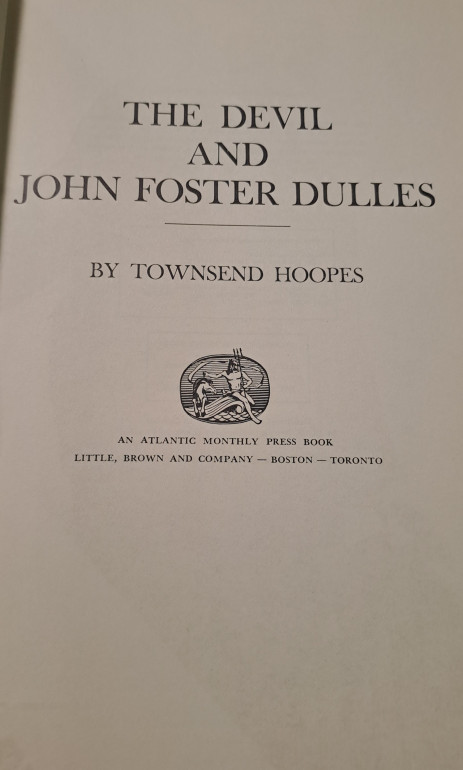 THE DEVIL
AND
JOHN FOSTER DULLES
BY TOWNSEND HOOPES
AN ATLANTIC MONTHLY PRESS BOOK
LITTLE, BROWN AND COMPANY — BOSTON — TORONTO